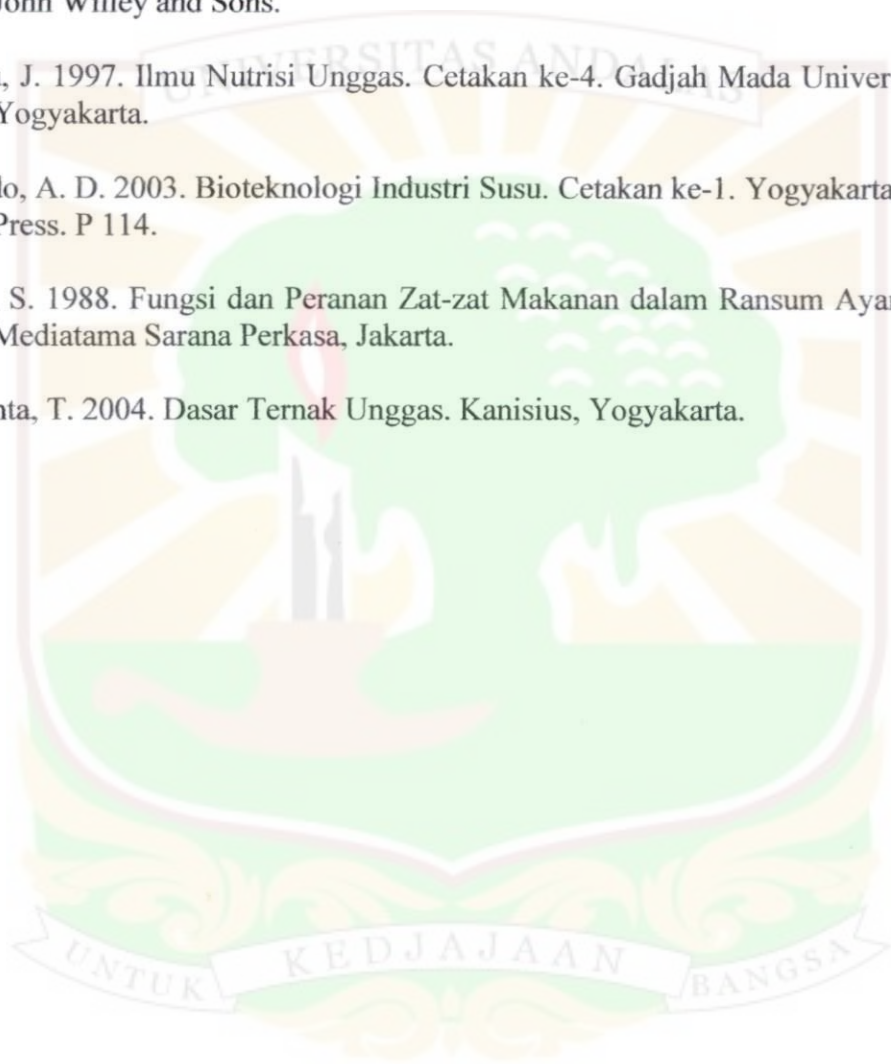 John Willey and Sons.
UNIVERSITAS ANDALAS
, J. 1997. Ilmu Nutrisi Unggas. Cetakan ke-4. Gadjah Mada Univer
Yogyakarta.
lo, A. D. 2003. Bioteknologi Industri Susu. Cetakan ke-1. Yogyakarta
Press. P 114.
S. 1988. Fungsi dan Peranan Zat-zat Makanan dalam Ransum Aya
Mediatama Sarana Perkasa, Jakarta.
nta, T. 2004. Dasar Ternak Unggas. Kanisius, Yogyakarta.
UNTUK KEDJAJAAN BANGSA